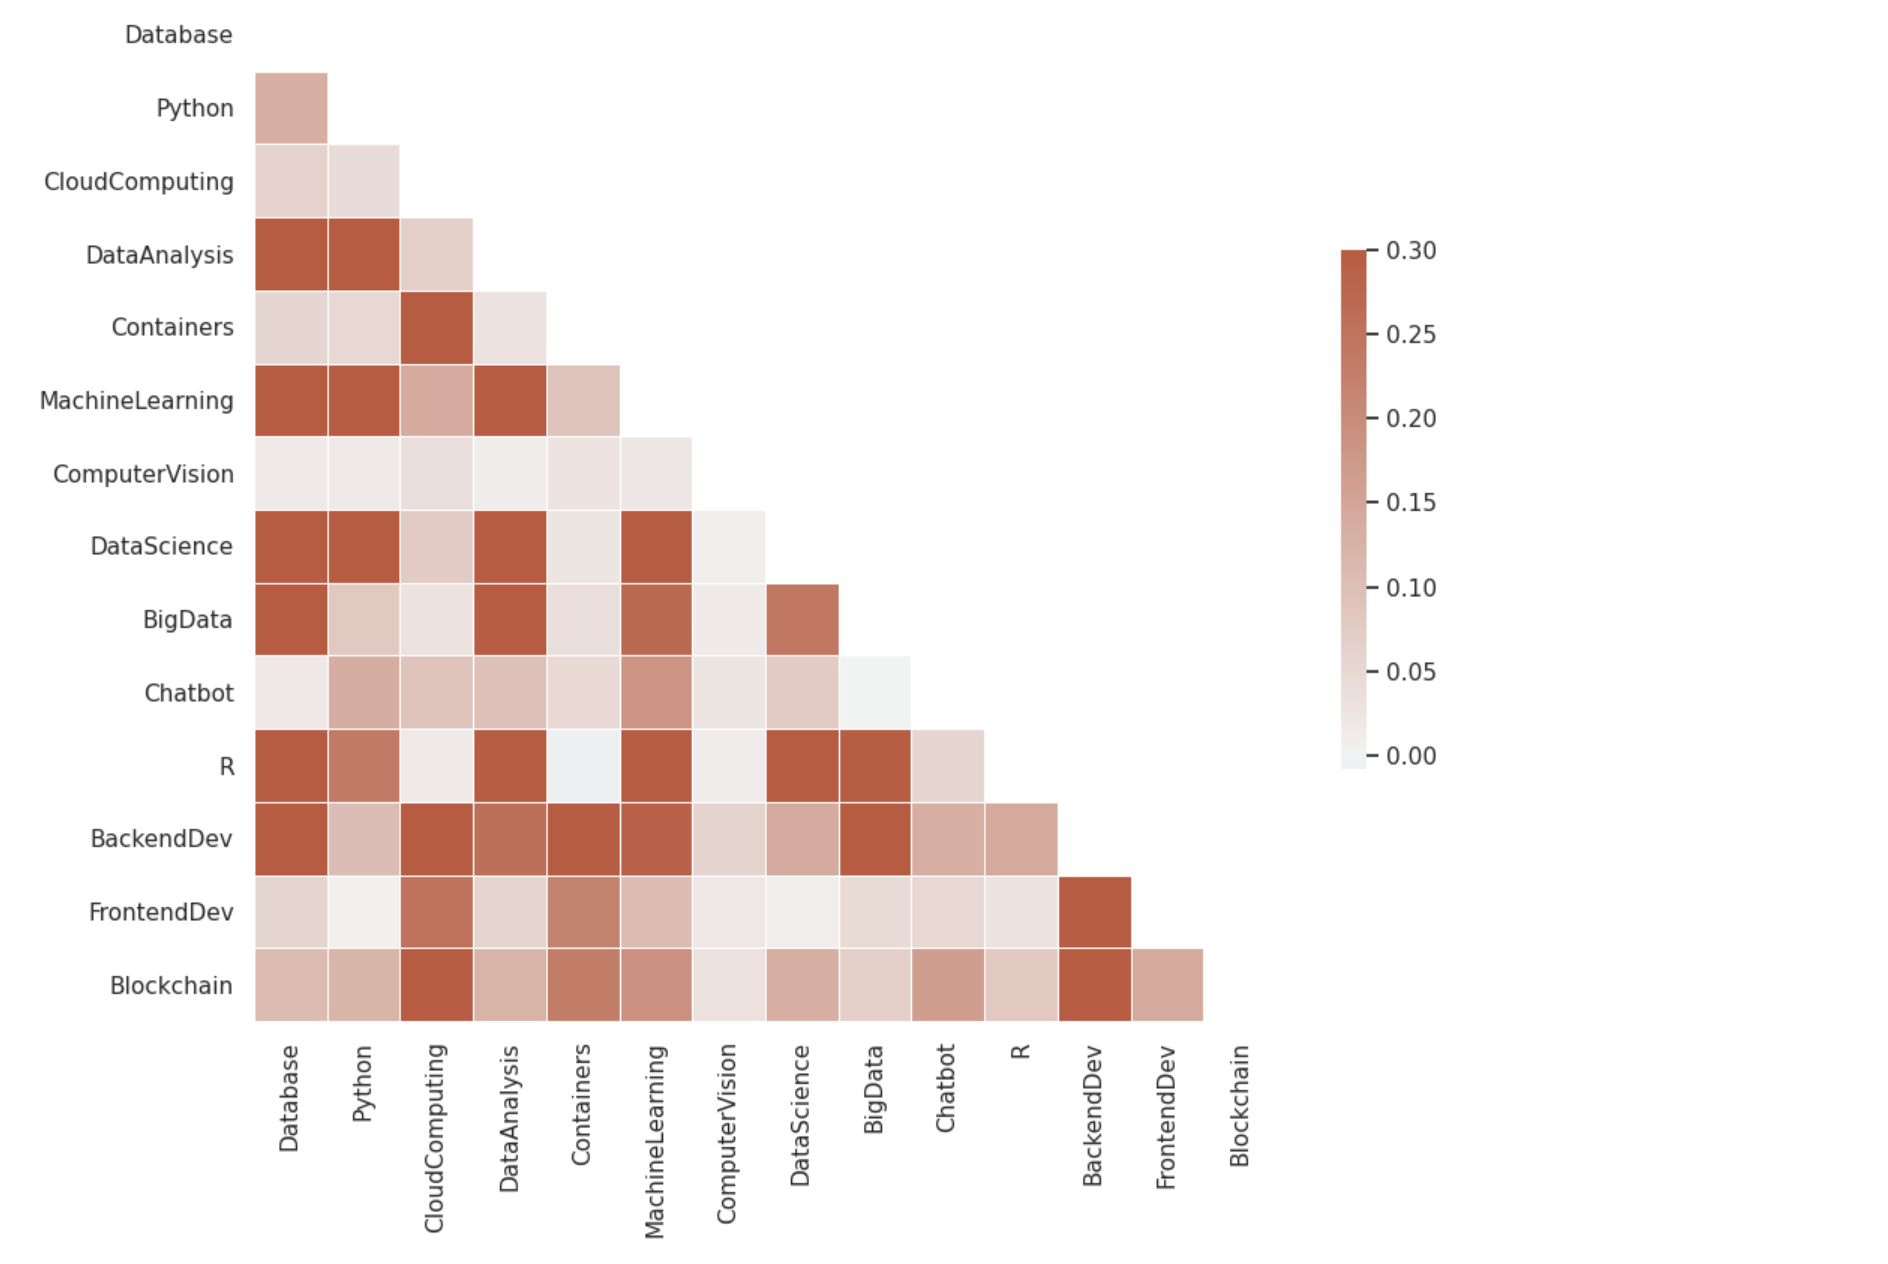 Database
Python
CloudComputing
DataAnalysis
Containers
MachineLearning
ComputerVision
DataScience
BigData
Chatbot
R
BackendDev
FrontendDev
Blockchain
Database
Python
CloudComputing
DataAnalysis
Containers
MachineLearning
ComputerVision
DataScience
BigData
Chatbot
R
BackendDev
FrontendDev
Blockchain
0.30
0.25
0.20
0.15
0.10
0.05
0.00